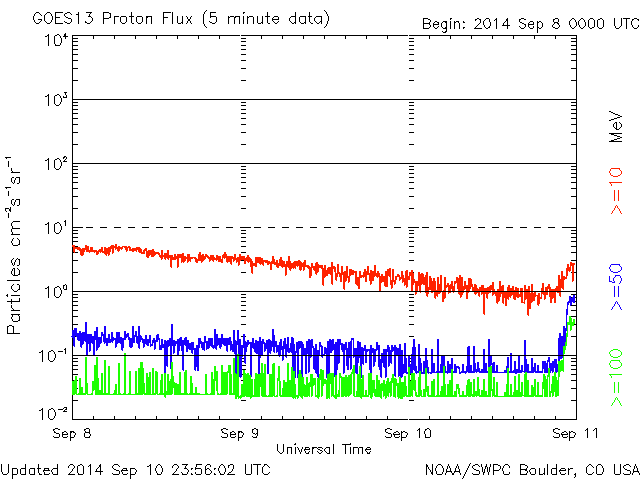 GOES13 Proton Flux (5 minute data)
Begin: 2014 Sep 8 0000 UTC
10⁴
10³
10²
10¹
10⁰
10⁻¹
10⁻²
Particles cm⁻²s⁻¹sr⁻¹
MeV
>=10
>=50
>=100
Sep 8
Sep 9
Sep 10
Sep 11
Universal Time
Updated 2014 Sep 10 23:56:02 UTC
NOAA/SWPC Boulder, CO USA